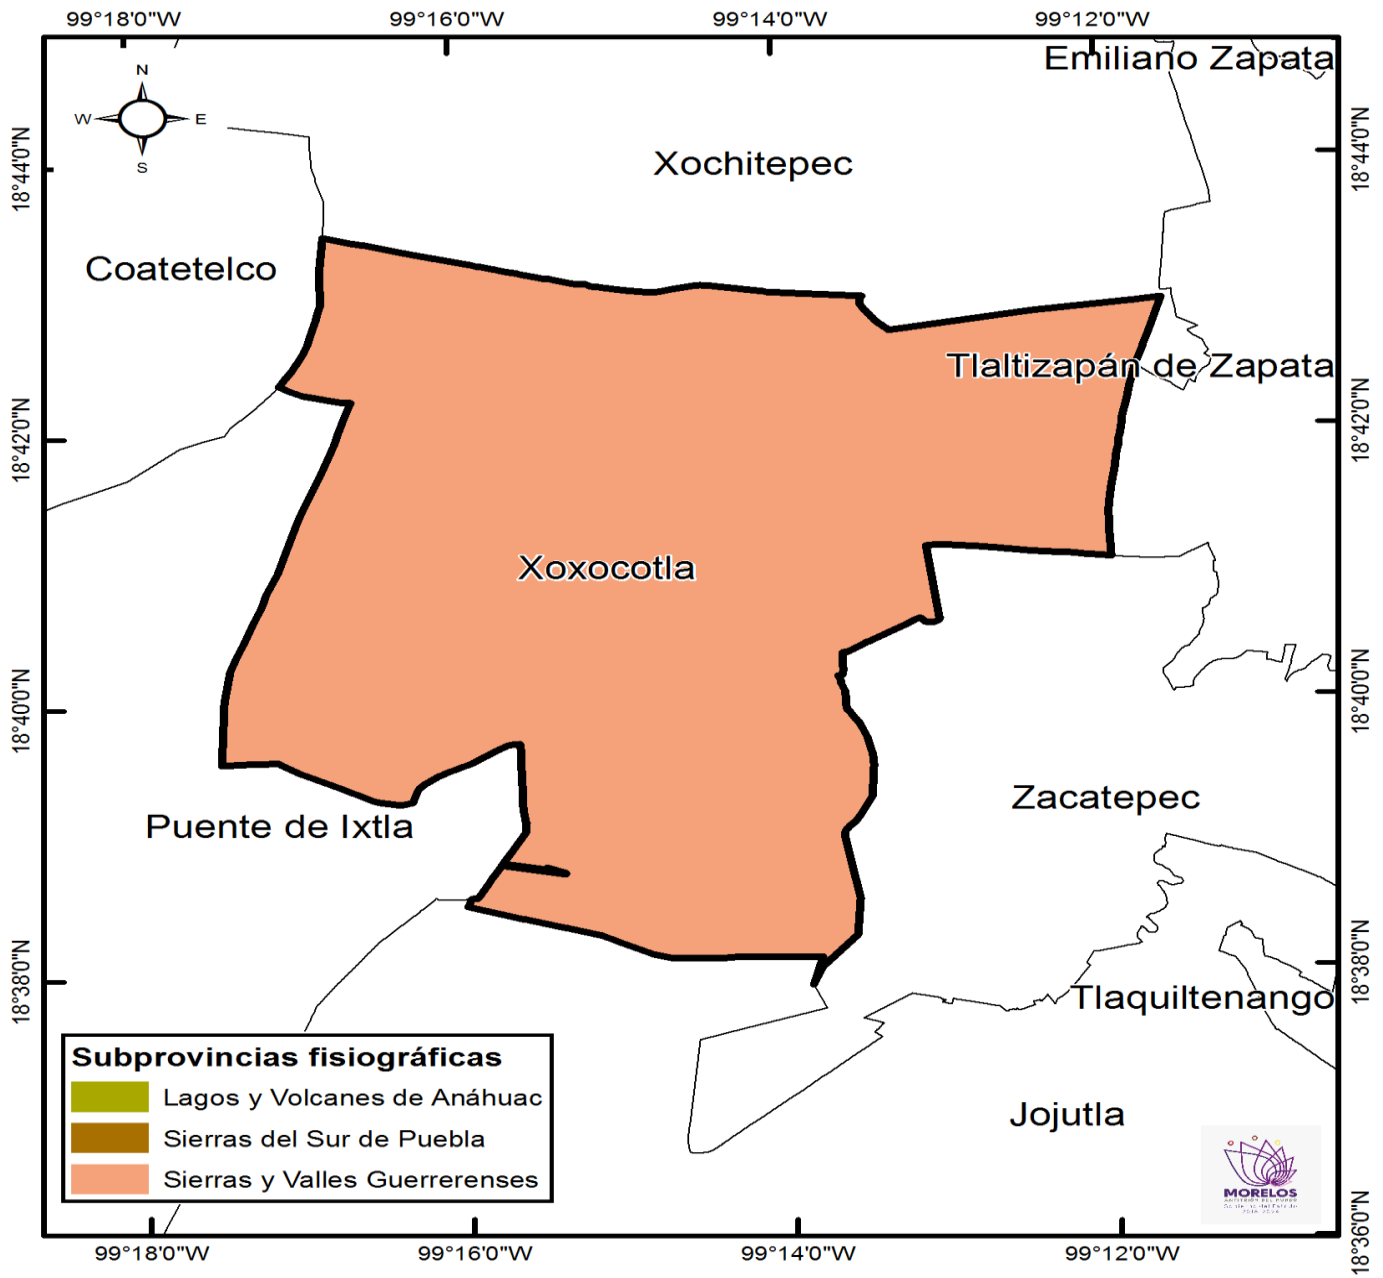 99°18'0"W 99°16'0"W 99°14'0"W 99°12'0"W
Emiliano Zapata
N
W E
S
18°44'0"N
18°44'0"N
Xochitepec
Coatetelco
Tlaltizapán de Zapata
18°42'0"N
18°42'0"N
Xoxocotla
18°40'0"N
18°40'0"N
Zacatepec
Puente de Ixtla
18°38'0"N
18°38'0"N
Tlaquiltenango
Subprovincias fisiográficas
Lagos y Volcanes de Anáhuac
Sierras del Sur de Puebla
Sierras y Valles Guerrerenses
Jojutla
MORELOS
18°36'0"N
99°18'0"W 99°16'0"W 99°14'0"W 99°12'0"W